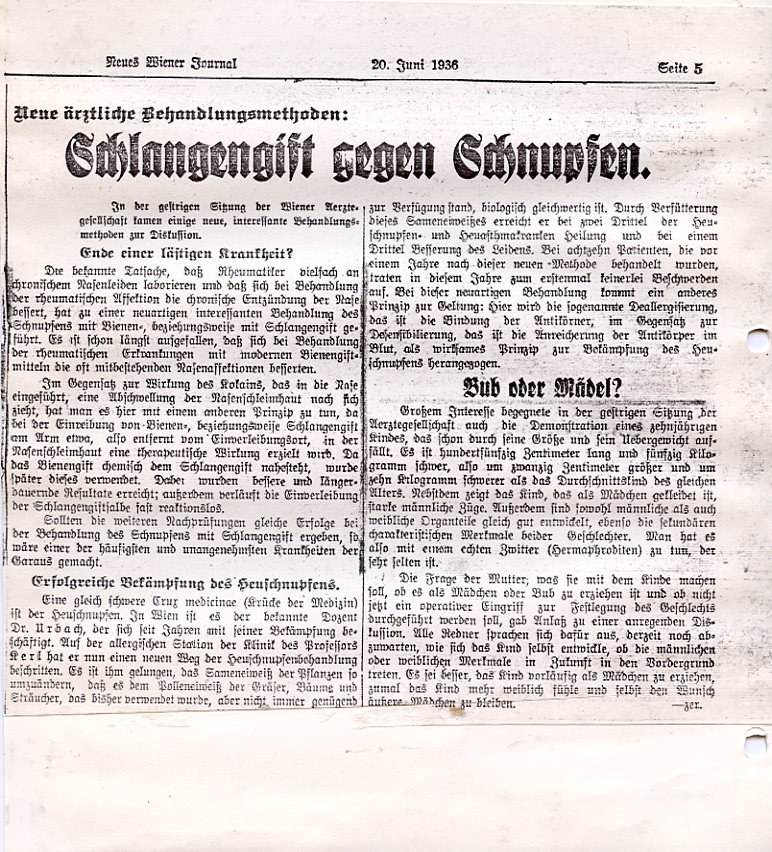 Neues Wiener Journal
20. Juni 1936
Seite 5
Neue ärztliche Behandlungsmethoden:
Schlangengift gegen Schnupfen.
In der gestrigen Sitzung der Wiener Aerzte-
gesellschaft kamen einige neue, interessante Behandlungs-
methoden zur Diskussion.
Ende einer lästigen Krankheit?
Die bekannte Tatsache, daß Rheumatiker vielfach an
chronischem Nasenleiden laborieren und daß sich bei Behandlung
der rheumatischen Affektion die chronische Entzündung der Nase
bessert, hat zu einer neuartigen interessanten Behandlung des
Schnupfens mit Bienen-, beziehungsweise mit Schlangengift ge-
führt. Es ist schon längst aufgefallen, daß sich bei Behandlung
der rheumatischen Erkrankungen mit modernen Bienengift-
mitteln die oft mitbestehenden Nasenaffektionen besserten.
Im Gegensatz zur Wirkung des Kokains, das in die Nase
eingeführt, eine Abschwellung der Nasenschleimhaut nach sich
zieht, hat man es hier mit einem anderen Prinzip zu tun, da
bei der Einreibung von Bienen-, beziehungsweise Schlangengift
am Arm etwa, also entfernt vom Einverleibungsort, in der
Nasenschleimhaut eine therapeutische Wirkung erzielt wird. Da
das Bienengift chemisch dem Schlangengift nahesteht, wurde
später dieses verwendet. Dabei wurden bessere und länger-
dauernde Resultate erreicht; außerdem verläuft die Einverleibung
der Schlangengiftsalbe fast reaktionslos.
Sollten die weiteren Nachprüfungen gleiche Erfolge bei
der Behandlung des Schnupfens mit Schlangengift ergeben, so
wäre einer der häufigsten und unangenehmsten Krankheiten der
Garaus gemacht.
Erfolgreiche Bekämpfung des Heuschnupfens.
Eine gleich schwere Crux medicinae (Krücke der Medizin)
ist der Heuschnupfen. In Wien ist es der bekannte Dozent
Dr. Urbach, der sich seit Jahren mit seiner Bekämpfung be-
schäftigt. Auf der allergischen Station der Klinik des Professors
Kerl hat er nun einen neuen Weg der Heuschnupfenbehandlung
beschritten. Es ist ihm gelungen, das Sameneiweiß der Pflanzen so
umzuändern, daß es dem Polleneiweiß der Gräser, Bäume und
Sträucher, das bisher verwendet wurde, aber nicht immer genügend
zur Verfügung stand, biologisch gleichwertig ist. Durch Verfütterung
dieses Sameneiweißes erreicht er bei zwei Drittel der Heu-
schnupfen- und Heuasthmakranken Heilung und bei einem
Drittel Besserung des Leidens. Bei achtzehn Patienten, die vor
einem Jahre nach dieser neuen Methode behandelt wurden,
traten in diesem Jahre zum erstenmal keinerlei Beschwerden
auf. Bei dieser neuartigen Behandlung kommt ein anderes
Prinzip zur Geltung: Hier wird die sogenannte Deallergisierung,
das ist die Bindung der Antikörner, im Gegensatz zur
Desensibilierung, das ist die Anreicherung der Antikörper im
Blut, als wirksames Prinzip zur Bekämpfung des Heu-
schnupfens herangezogen.
Bub oder Mädel?
Großem Interesse begegnete in der gestrigen Sitzung der
Aerztegesellschaft auch die Demonstration eines zehnjährigen
Kindes, das schon durch seine Größe und sein Uebergewicht auf-
fällt. Es ist hundertfünfzig Zentimeter lang und fünfzig Kilo-
gramm schwer, also um zwanzig Zentimeter größer und um
zehn Kilogramm schwerer als das Durchschnittskind des gleichen
Alters. Nebstdem zeigt das Kind, das als Mädchen gekleidet ist,
starke männliche Züge. Außerdem sind sowohl männliche als auch
weibliche Organteile gleich gut entwickelt, ebenso die sekundären
charakteristischen Merkmale beider Geschlechter. Man hat es
also mit einem echten Zwitter (Hermaphroditen) zu tun, der
sehr selten ist.
Die Frage der Mutter, was sie mit dem Kinde machen
soll, ob es als Mädchen oder Bub zu erziehen ist und ob nicht
jetzt ein operativer Eingriff zur Festlegung des Geschlechts
durchgeführt werden soll, gab Anlaß zu einer anregenden Dis-
kussion. Alle Redner sprachen sich dafür aus, derzeit noch ab-
zuwarten, wie sich das Kind selbst entwickle, ob die männlichen
oder weiblichen Merkmale in Zukunft in den Vordergrund
treten. Es sei besser, das Kind vorläufig als Mädchen zu erziehen,
zumal das Kind mehr weiblich fühle und selbst den Wunsch
äußere Mädchen zu bleiben.
—zer.